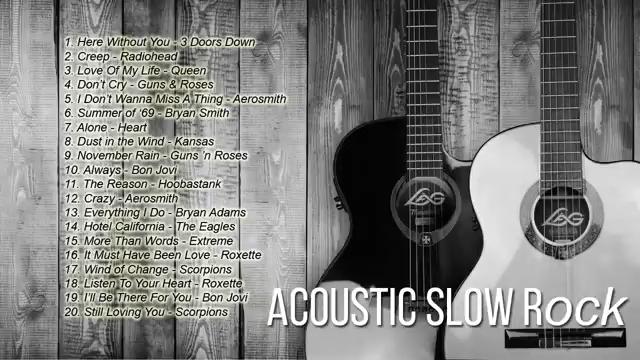 1. Here Without You - 3 Doors Down
2. Creep - Radiohead
3. Love Of My Life - Queen
4. Don't Cry - Guns & Roses
5. I Don't Wanna Miss A Thing - Aerosmith
6. Summer of '69 - Bryan Smith
7. Alone - Heart
8. Dust in the Wind - Kansas
9. November Rain - Guns 'n Roses
10. Always - Bon Jovi
11. The Reason - Hoobastank
12. Crazy - Aerosmith
13. Everything I Do - Bryan Adams
14. Hotel California - The Eagles
15. More Than Words - Extreme
16. It Must Have Been Love - Roxette
17. Wind of Change - Scorpions
18. Listen To Your Heart - Roxette
19. I'll Be There For You - Bon Jovi
20. Still Loving You - Scorpions
LAG
LAG
ACOUSTIC SLOW Rock